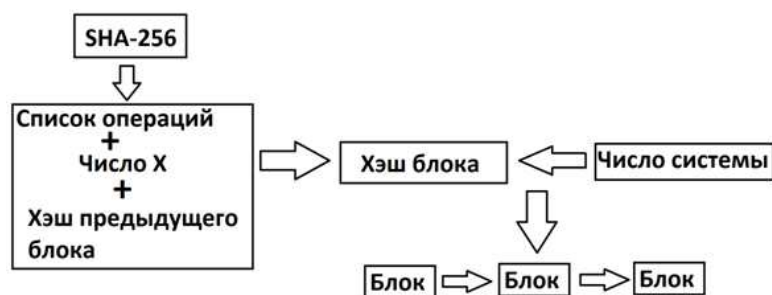 SHA-256
Список операций
+
Число X
+
Хэш предыдущего
блока
Хэш блока
Число системы
Блок
Блок
Блок